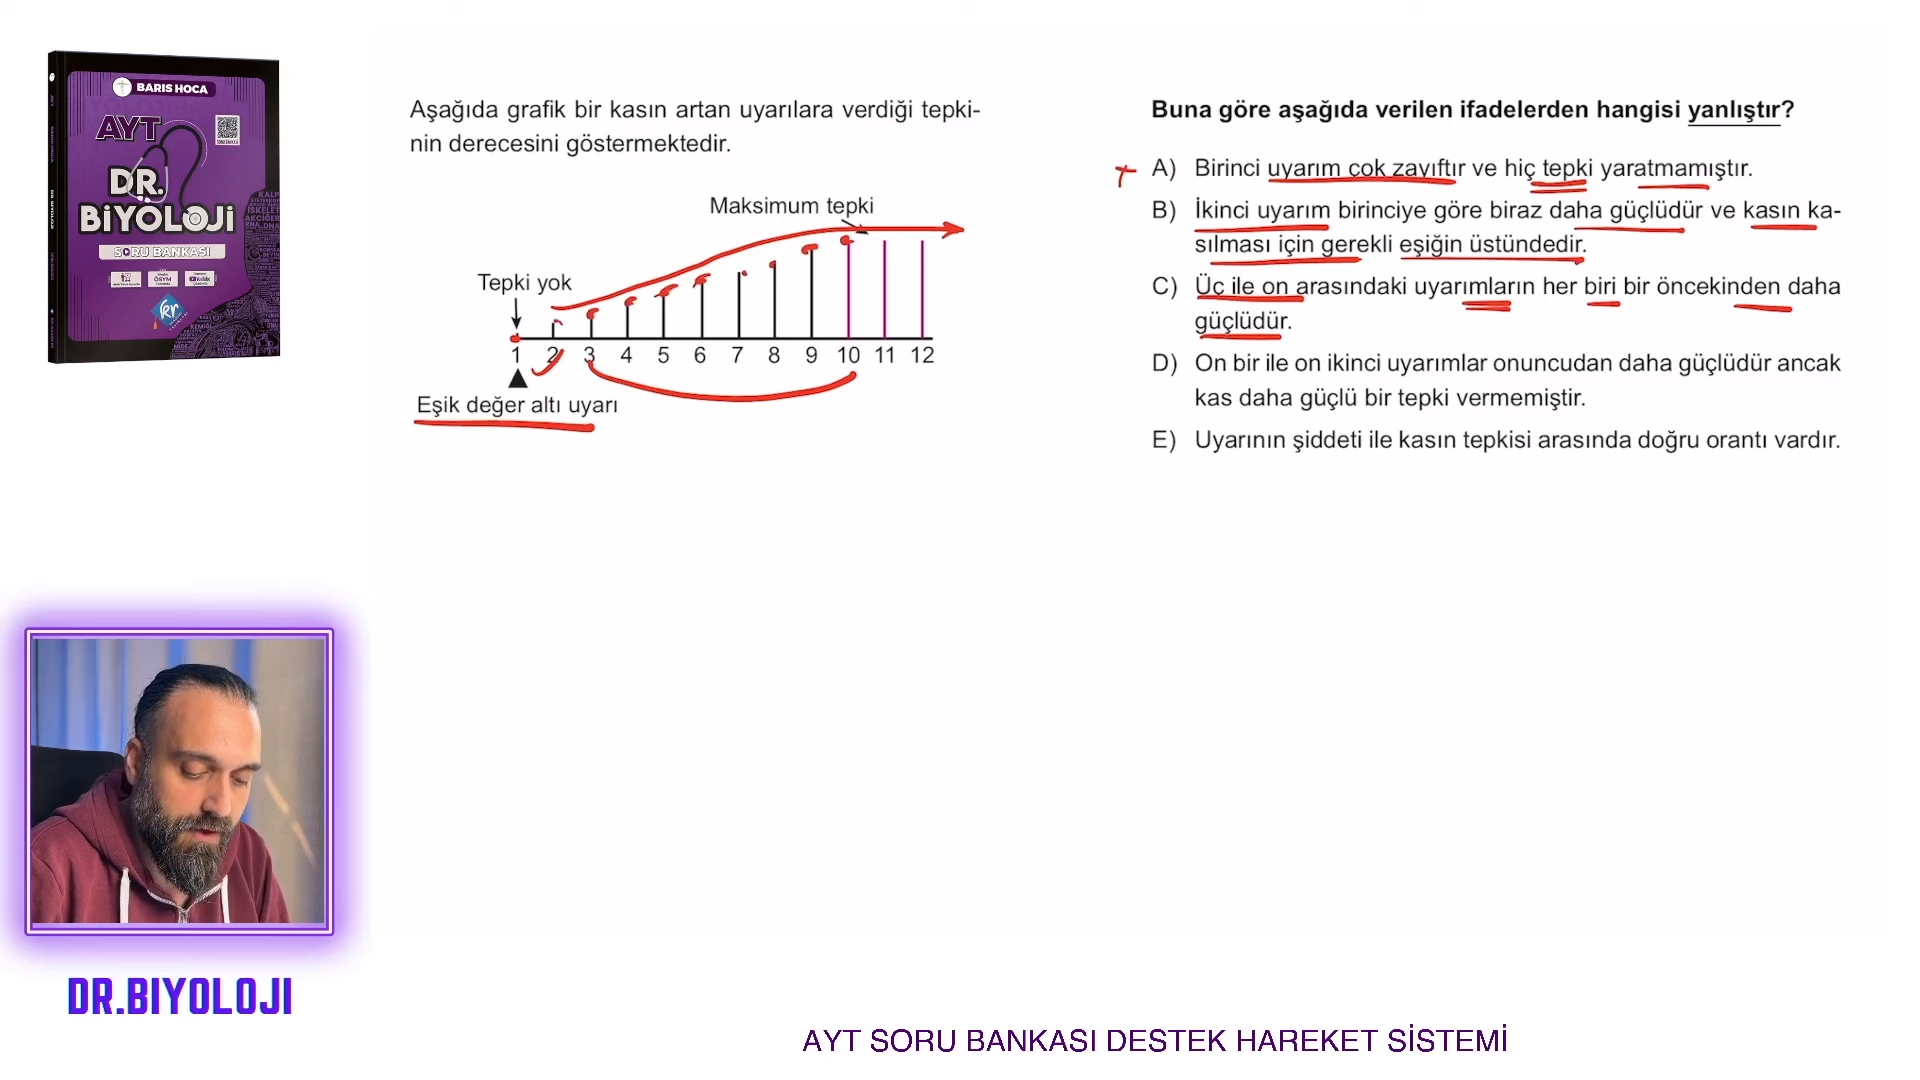 BARIS HOCA
AYT
DR.
BİYOLOJİ
SORU BANKASI
ÖSYM
Aşağıda grafik bir kasın artan uyarılara verdiği tepki-
nin derecesini göstermektedir.
Maksimum tepki
Tepki yok
1 2 3 4 5 6 7 8 9 10 11 12
Eşik değer altı uyarı
Buna göre aşağıda verilen ifadelerden hangisi yanlıştır?
A) Birinci uyarım çok zayıftır ve hiç tepki yaratmamıştır.
B) İkinci uyarım birinciye göre biraz daha güçlüdür ve kasın ka-
sılması için gerekli eşiğin üstündedir.
C) Üç ile on arasındaki uyarımların her biri bir öncekinden daha
güçlüdür.
D) On bir ile on ikinci uyarımlar onuncudan daha güçlüdür ancak
kas daha güçlü bir tepki vermemiştir.
E) Uyarının şiddeti ile kasın tepkisi arasında doğru orantı vardır.
DR.BIYOLOJI
AYT SORU BANKASI DESTEK HAREKET SİSTEMİ